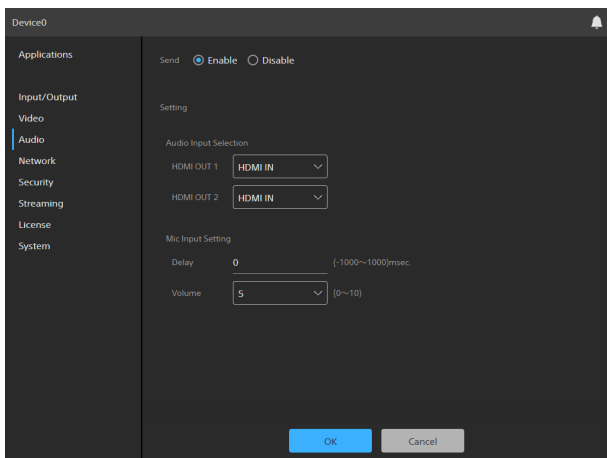 Device0
Applications
Input/Output
Video
Audio
Network
Security
Streaming
License
System
Send Enable Disable
Setting
Audio Input Selection
HDMI OUT 1 HDMI IN
HDMI OUT 2 HDMI IN
Mic Input Setting
Delay 0 (-1000～1000)msec.
Volume 5 (0～10)
OK Cancel